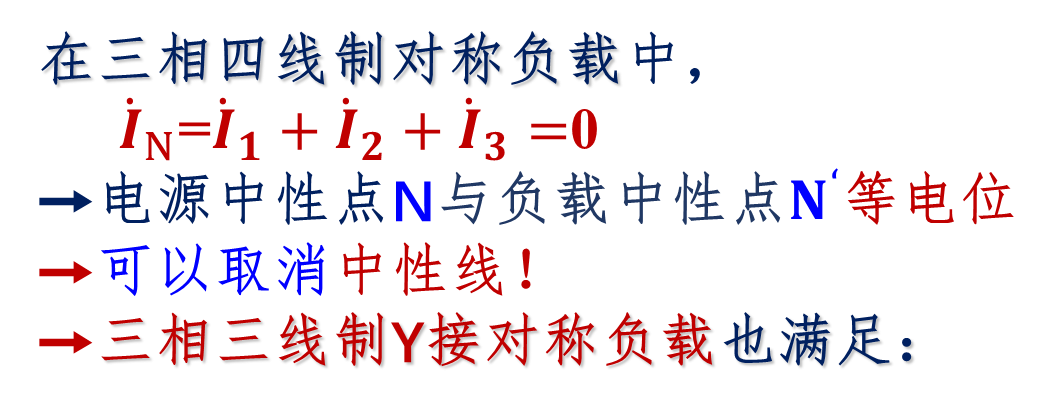 在三相四线制对称负载中，
İN=İ1 + İ2 + İ3 =0
→电源中性点N与负载中性点N‘等电位
→可以取消中性线！
→三相三线制Y接对称负载也满足：